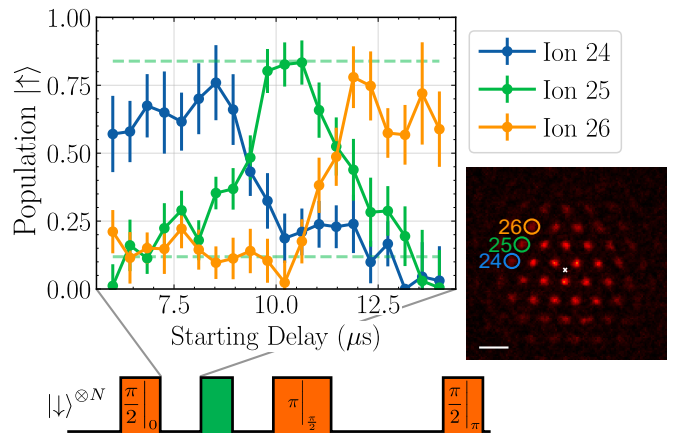 1.00
0.75
0.50
0.25
0.00
Population |↑⟩
7.5 10.0 12.5
Starting Delay (μs)
Ion 24
Ion 25
Ion 26
26
25
24
|↓⟩⊗N
π/2|0
π|π/2
π/2|π